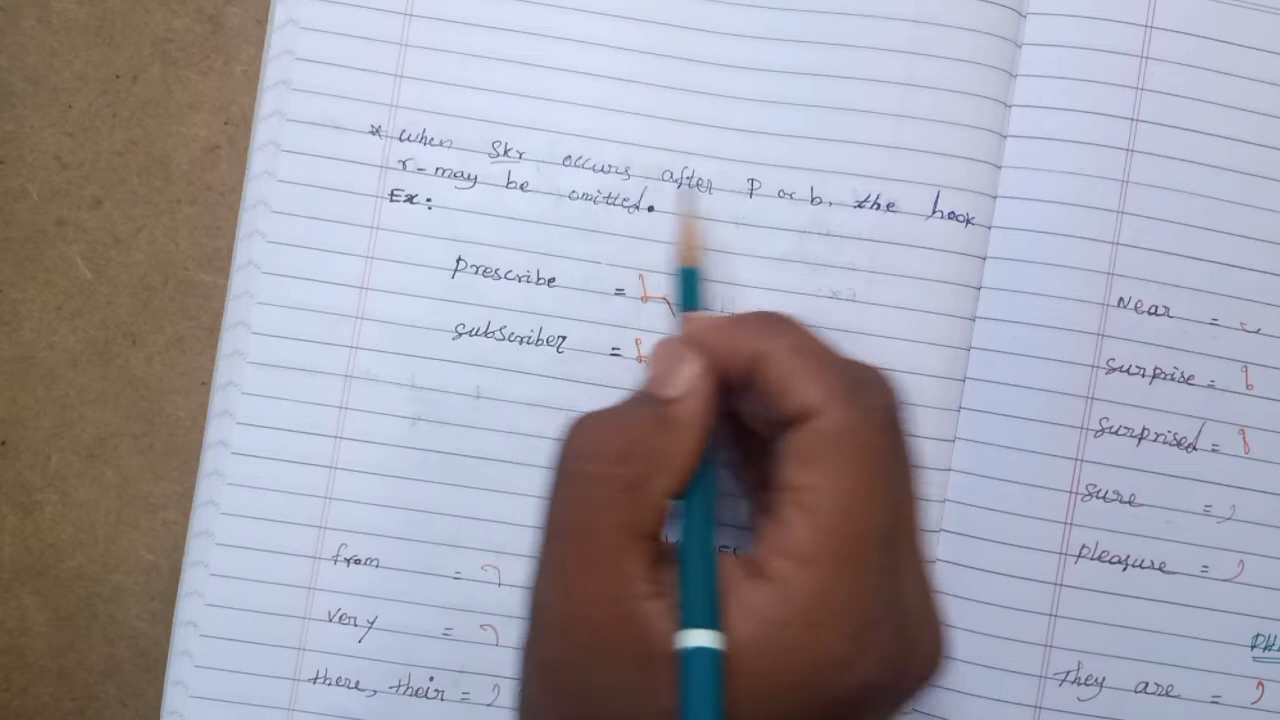 * when skr occurs after p or b, the hook
r-may be omitted.
Ex:
prescribe =
subscriber =
from =
very =
there, their =
Near =
surprise =
surprised =
sure =
pleasure =
They are =